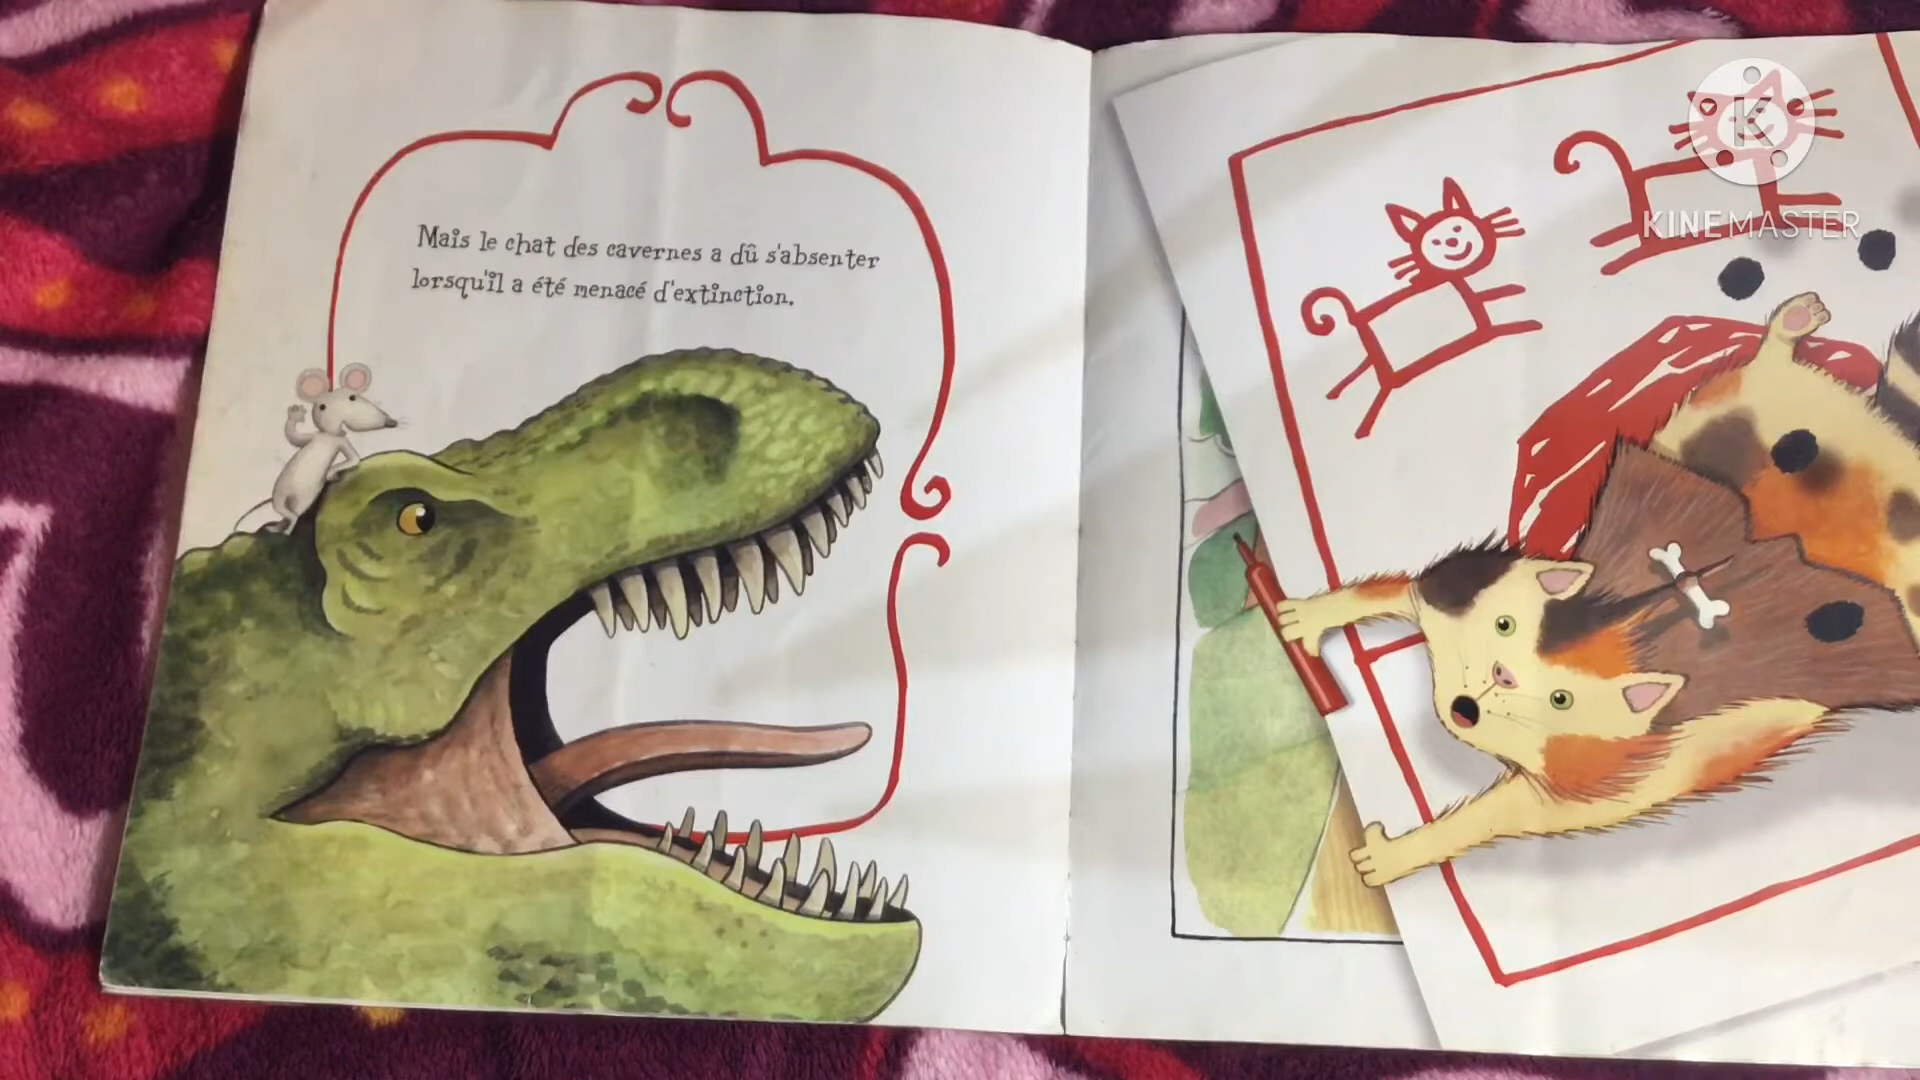 Mais le chat des cavernes a dû s'absenter
lorsqu'il a été menacé d'extinction.
K
KINEMASTER